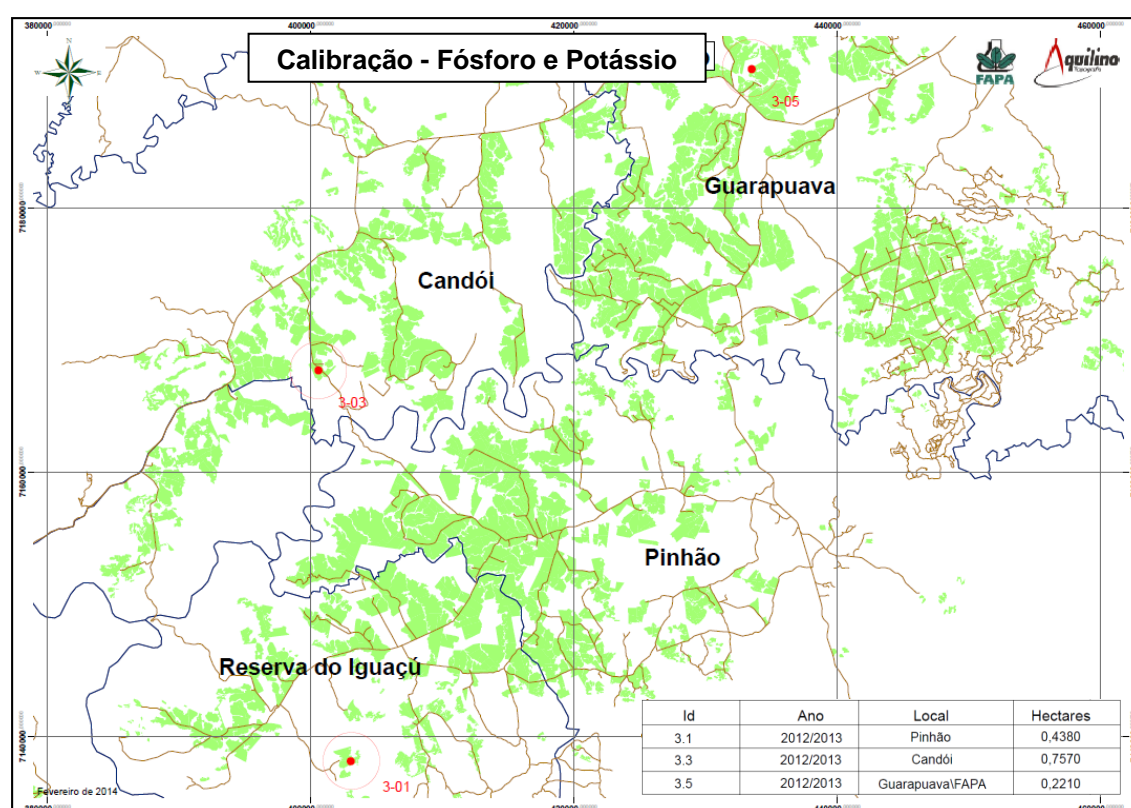 380000 400000 420000 440000 460000
Calibração - Fósforo e Potássio
N
W E
S
FAPA
Aquilino
Topografia
3-05
Guarapuava
7180000
Candói
3-03
7160000
Pinhão
Reserva do Iguaçú
7140000
3-01
Id Ano Local Hectares
3.1 2012/2013 Pinhão 0,4380
3.3 2012/2013 Candói 0,7570
3.5 2012/2013 Guarapuava\FAPA 0,2210
Fevereiro de 2014